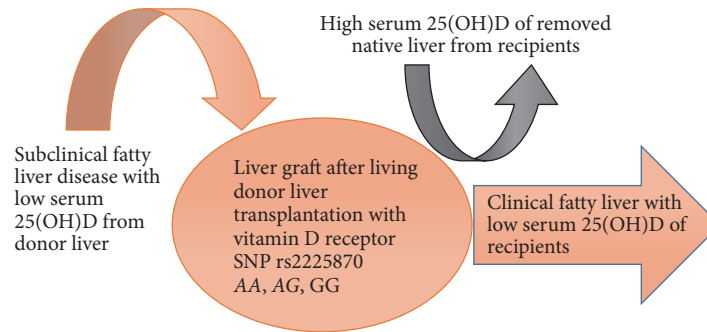 High serum 25(OH)D of removed
native liver from recipients
Subclinical fatty
liver disease with
low serum
25(OH)D from
donor liver
Liver graft after living
donor liver
transplantation with
vitamin D receptor
SNP rs2225870
AA, AG, GG
Clinical fatty liver with
low serum 25(OH)D of
recipients